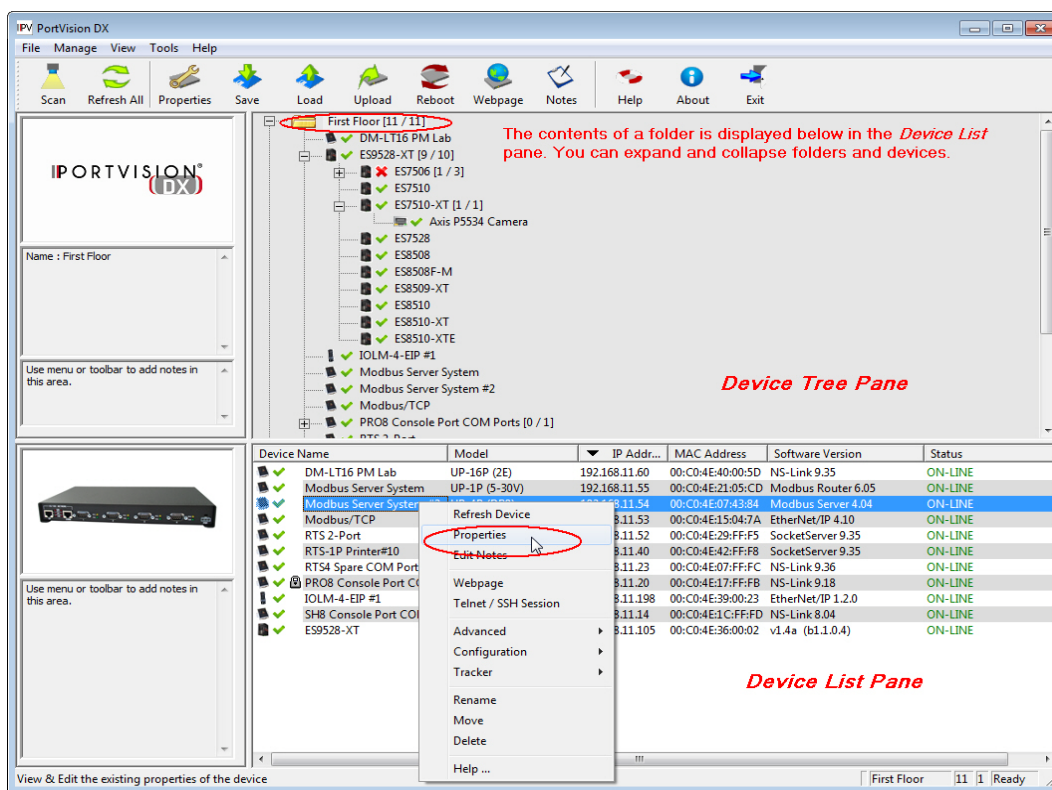 PortVision DX
File Manage View Tools Help
Scan Refresh All Properties Save Load Upload Reboot Webpage Notes Help About Exit
PORTVISION®
DX
Name : First Floor
Use menu or toolbar to add notes in
this area.
First Floor [11 / 11]
DM-LT16 PM Lab
ES9528-XT [9 / 10]
ES7506 [1 / 3]
ES7510
ES7510-XT [1 / 1]
Axis P5534 Camera
ES7528
ES8508
ES8508F-M
ES8509-XT
ES8510
ES8510-XT
ES8510-XTE
IOLM-4-EIP #1
Modbus Server System
Modbus Server System #2
Modbus/TCP
PRO8 Console Port COM Ports [0 / 1]
The contents of a folder is displayed below in the Device List
pane. You can expand and collapse folders and devices.
Device Tree Pane
Use menu or toolbar to add notes in
this area.
Device Name Model IP Addr... MAC Address Software Version Status
DM-LT16 PM Lab UP-16P (2E) 192.168.11.60 00:C0:4E:40:00:5D NS-Link 9.35 ON-LINE
Modbus Server System UP-1P (5-30V) 192.168.11.55 00:C0:4E:21:05:CD Modbus Router 6.05 ON-LINE
Modbus Server System 11.54 00:C0:4E:07:43:84 Modbus Server 4.04 ON-LINE
Modbus/TCP 8.11.53 00:C0:4E:15:04:7A EtherNet/IP 4.10 ON-LINE
RTS 2-Port 8.11.52 00:C0:4E:29:FF:F5 SocketServer 9.35 ON-LINE
RTS-1P Printer#10 8.11.40 00:C0:4E:42:FF:F8 SocketServer 9.35 ON-LINE
RTS4 Spare COM Port 8.11.23 00:C0:4E:07:FF:FC NS-Link 9.36 ON-LINE
PRO8 Console Port CO 8.11.20 00:C0:4E:17:FF:FB NS-Link 9.18 ON-LINE
IOLM-4-EIP #1 8.11.198 00:C0:4E:39:00:23 EtherNet/IP 1.2.0 ON-LINE
SH8 Console Port COM 8.11.14 00:C0:4E:1C:FF:FD NS-Link 8.04 ON-LINE
ES9528-XT 8.11.105 00:C0:4E:36:00:02 v1.4a (b1.1.0.4) ON-LINE
Refresh Device
Properties
Edit Notes
Webpage
Telnet / SSH Session
Advanced
Configuration
Tracker
Rename
Move
Delete
Help ...
Device List Pane
View & Edit the existing properties of the device
First Floor 11 1 Ready